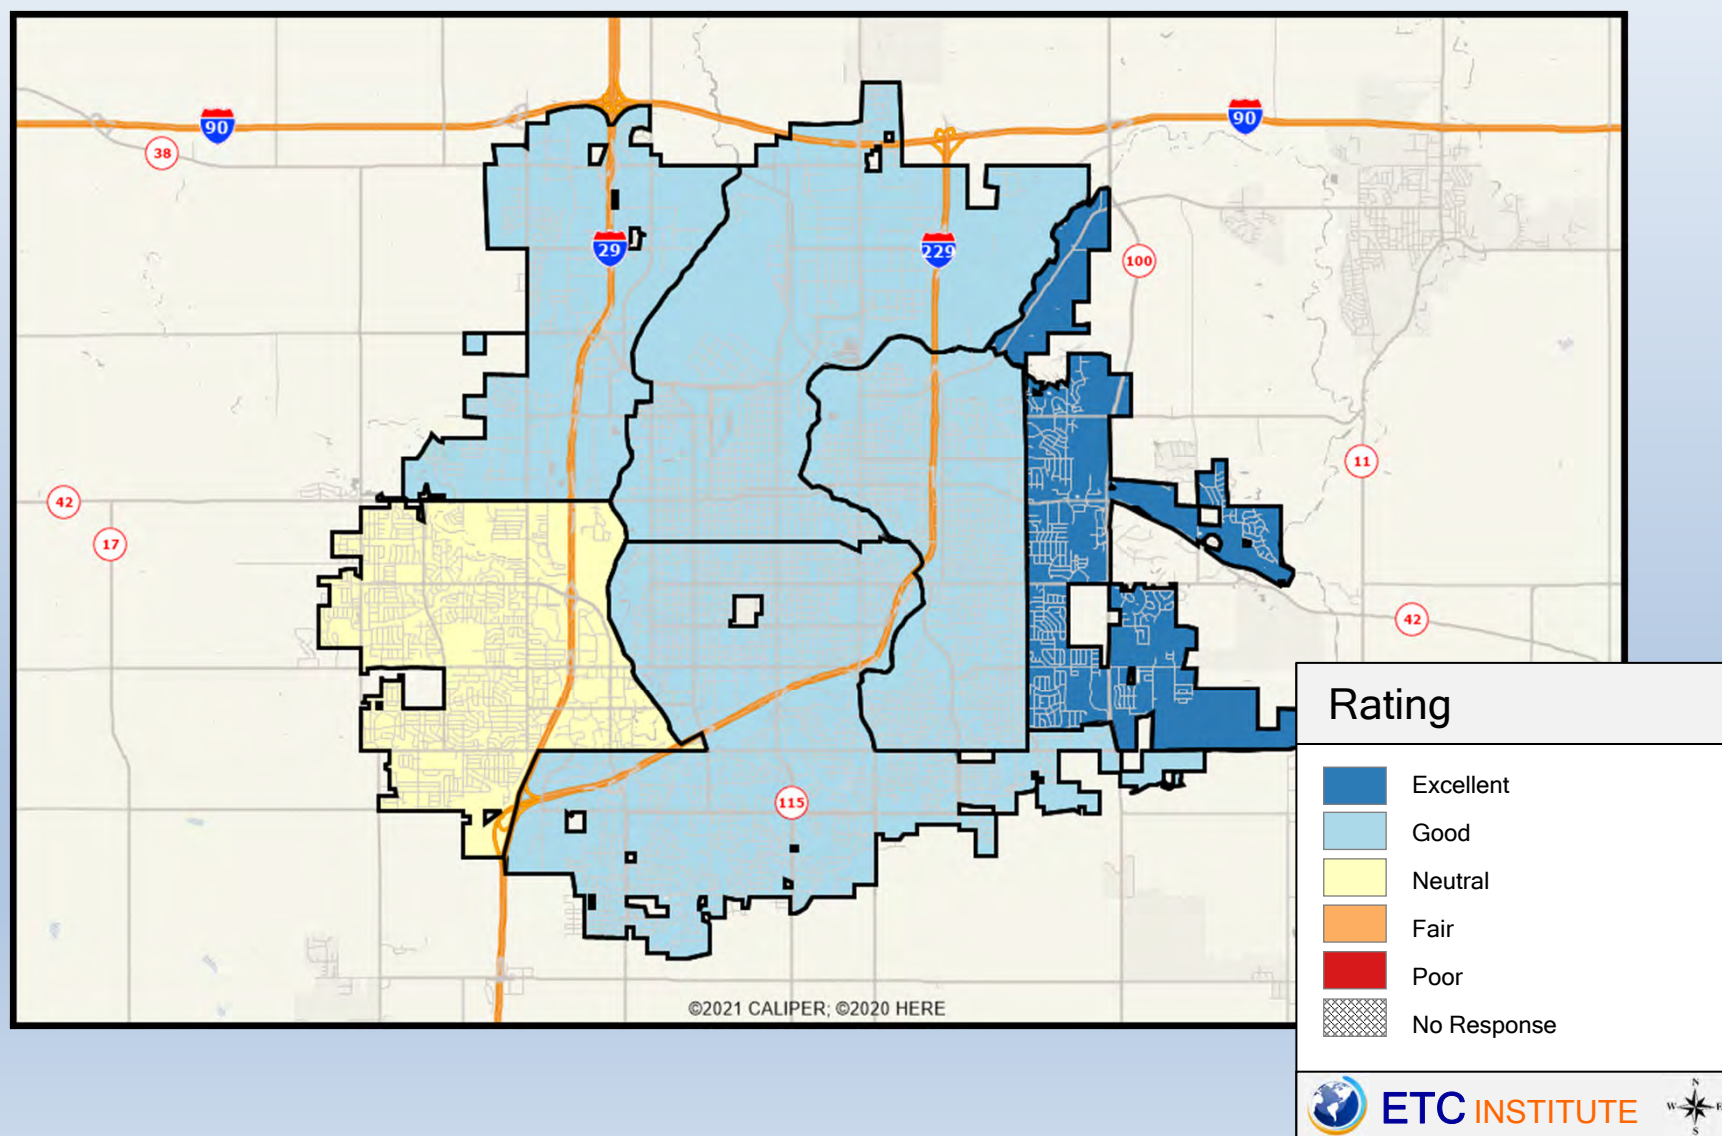 90
90
38
29
229
100
11
42
17
42
115
©2021 CALIPER; ©2020 HERE
Rating
Excellent
Good
Neutral
Fair
Poor
No Response
ETC INSTITUTE
N
W E
S